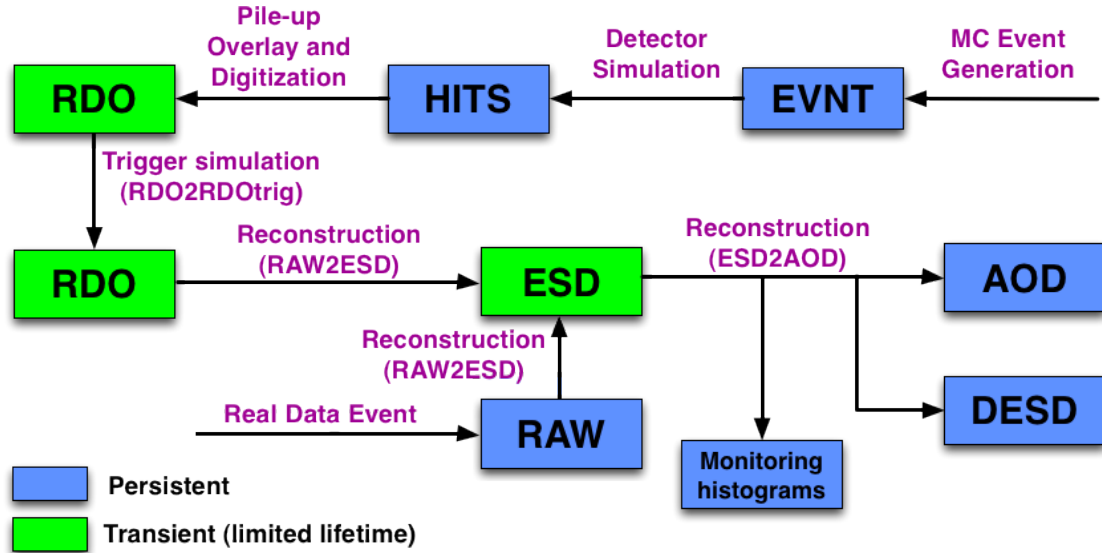 Pile-up
Overlay and
Digitization
Detector
Simulation
MC Event
Generation
RDO
HITS
EVNT
Trigger simulation
(RDO2RDOtrig)
Reconstruction
(RAW2ESD)
Reconstruction
(ESD2AOD)
RDO
ESD
AOD
Reconstruction
(RAW2ESD)
Real Data Event
RAW
DESD
Monitoring
histograms
Persistent
Transient (limited lifetime)